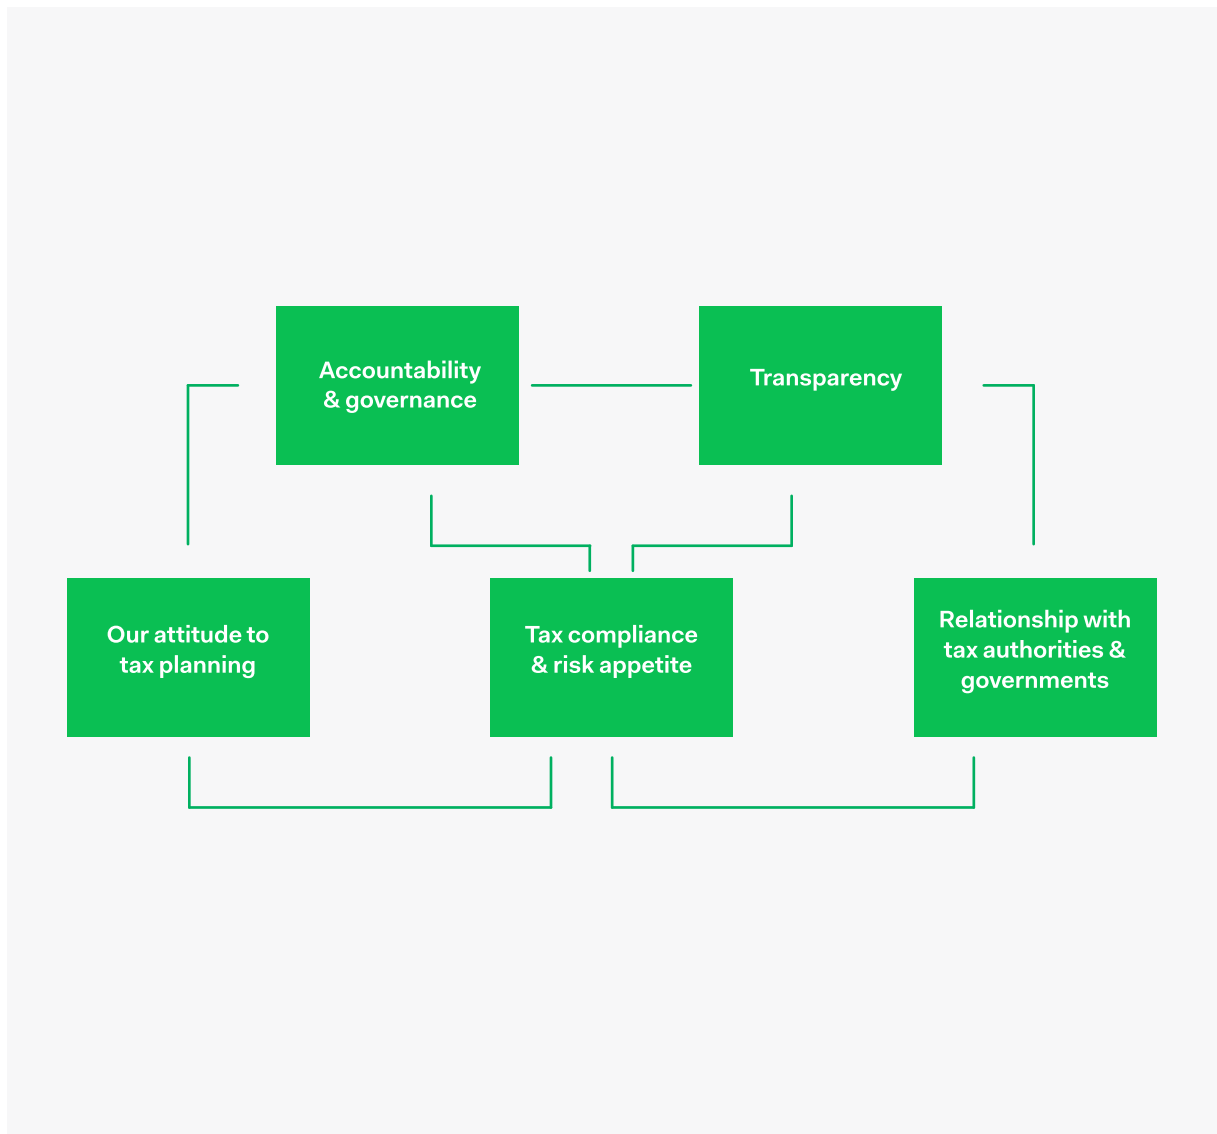 Accountability
& governance
Transparency
Our attitude to
tax planning
Tax compliance
& risk appetite
Relationship with
tax authorities &
governments